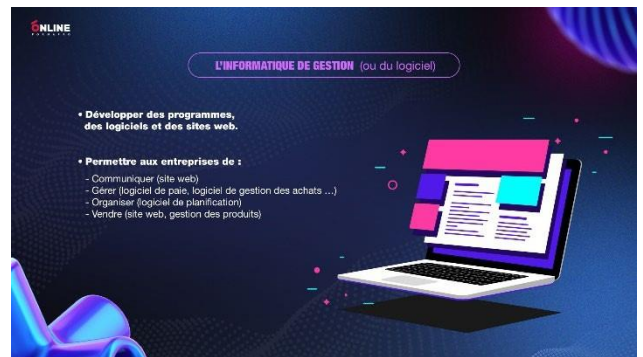 ONLINE
FORMAPRO
L'INFORMATIQUE DE GESTION (ou du logiciel)
• Développer des programmes,
des logiciels et des sites web.
• Permettre aux entreprises de :
- Communiquer (site web)
- Gérer (logiciel de paie, logiciel de gestion des achats ...)
- Organiser (logiciel de planification)
- Vendre (site web, gestion des produits)